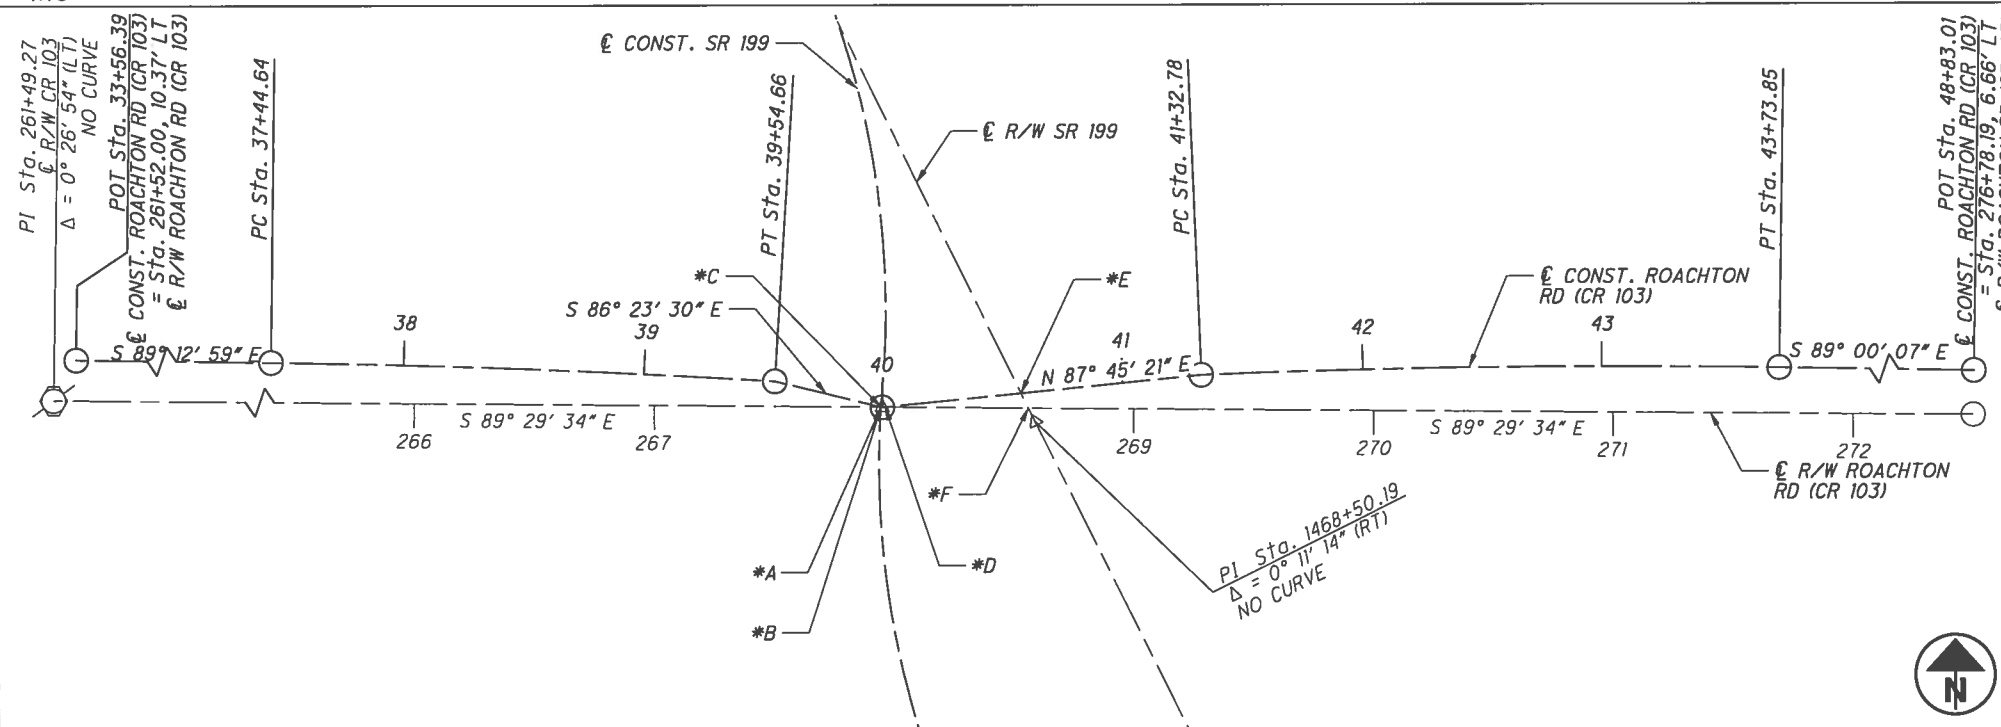 PI Sta. 261+49.27
℄ R/W CR 103
Δ = 0° 26' 54" (LT)
NO CURVE
POT Sta. 33+56.39
℄ CONST. ROACHTON RD (CR 103)
= Sta. 261+52.00, 10.37' LT
℄ R/W ROACHTON RD (CR 103)
PC Sta. 37+44.64
℄ CONST. SR 199
PT Sta. 39+54.66
℄ R/W SR 199
PC Sta. 41+32.78
PT Sta. 43+73.85
POT Sta. 48+83.01
℄ CONST. ROACHTON RD (CR 103)
= Sta. 276+78.19, 6.66' LT
*C
S 86° 23' 30" E
*E
℄ CONST. ROACHTON
RD (CR 103)
38
39
40
41
42
43
S 89° 12' 59" E
N 87° 45' 21" E
S 89° 00' 07" E
S 89° 29' 34" E
S 89° 29' 34" E
266
267
269
270
271
272
℄ R/W ROACHTON
RD (CR 103)
*F
PI Sta. 1468+50.19
Δ = 0° 11' 14" (RT)
NO CURVE
*A
*D
*B
N